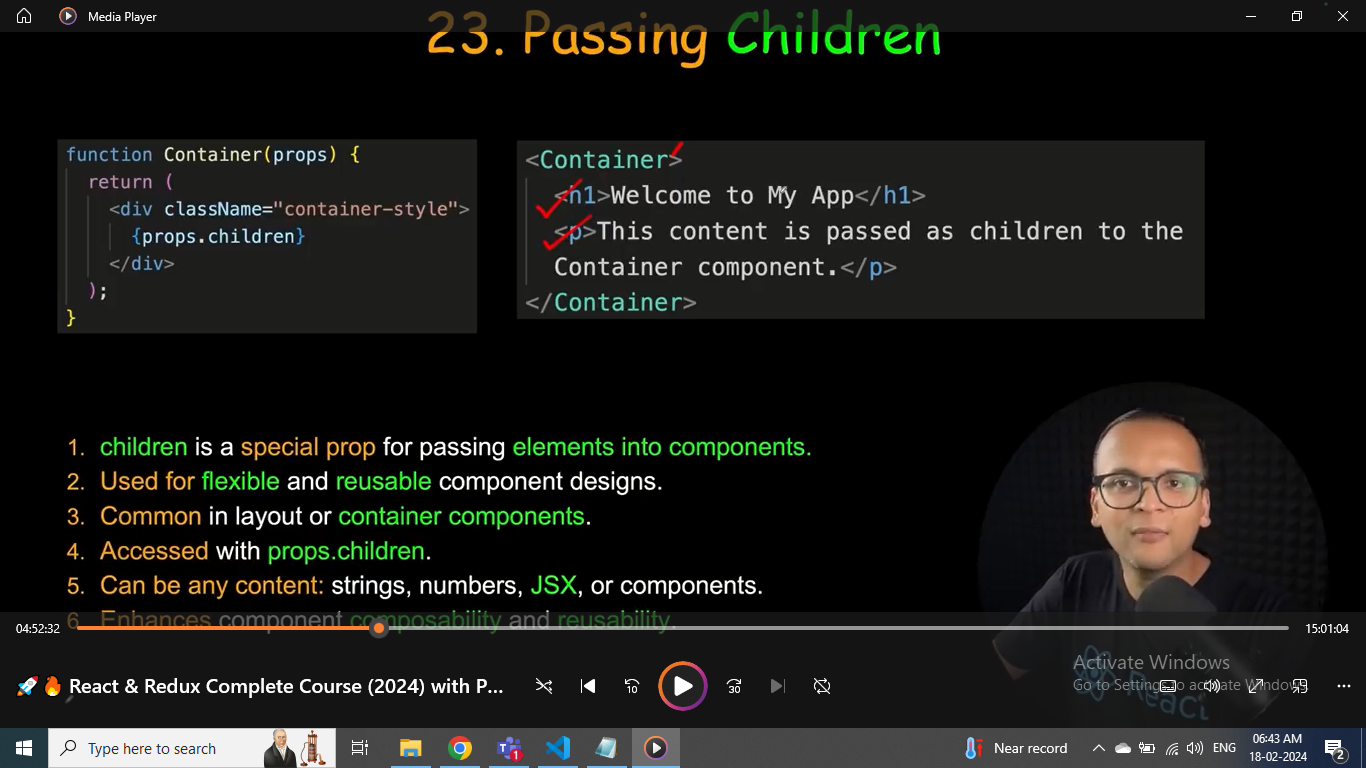 Media Player
23. Passing Children
function Container(props) {
return (
<div className="container-style">
{props.children}
</div>
);
}
<Container>
<h1>Welcome to My App</h1>
<p>This content is passed as children to the
Container component.</p>
</Container>
1. children is a special prop for passing elements into components.
2. Used for flexible and reusable component designs.
3. Common in layout or container components.
4. Accessed with props.children.
5. Can be any content: strings, numbers, JSX, or components.
6. Enhances component composability and reusability.
04:52:32
15:01:04
Activate Windows
Go to Settings to activate Windows.
🚀🔥 React & Redux Complete Course (2024) with P...
10
30
React
Type here to search
1
Near record
ENG
06:43 AM
18-02-2024
2